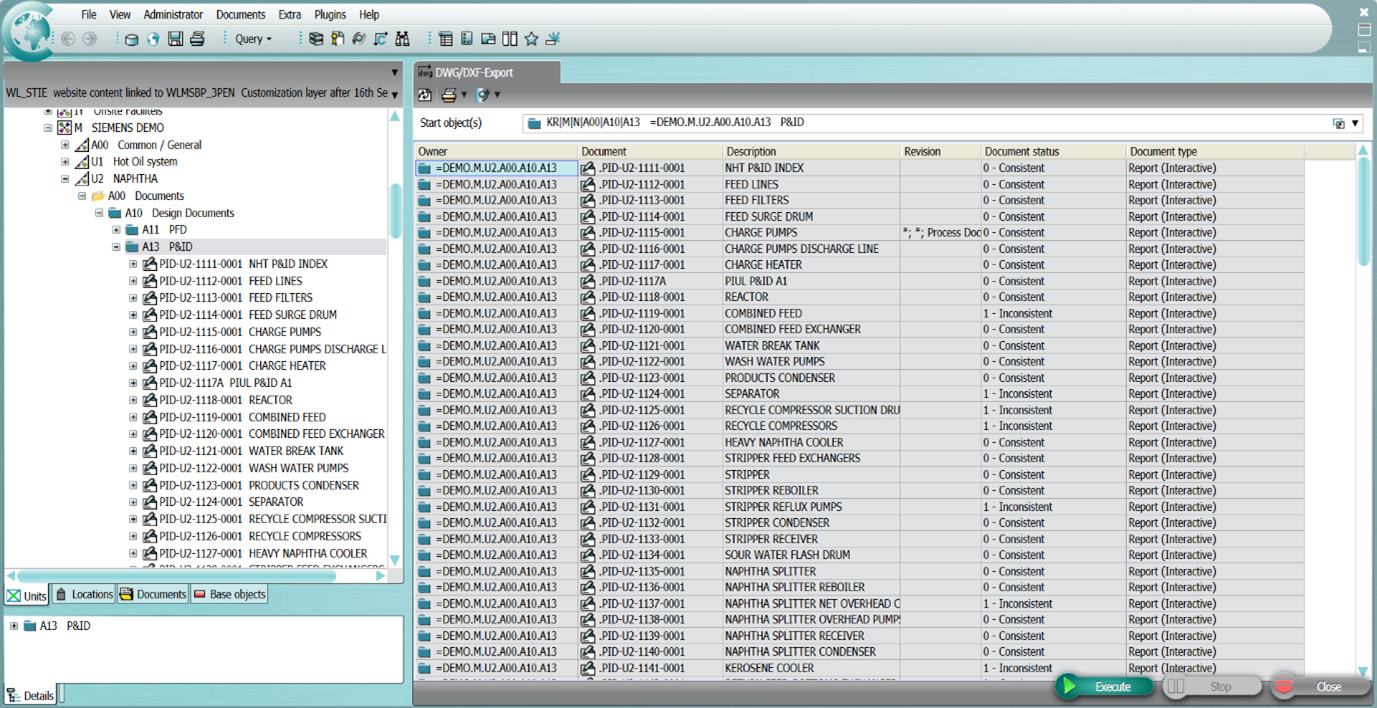 File View Administrator Documents Extra Plugins Help
Query
WL_STIE website content linked to WLMSBP_3PEN Customization layer after 16th Se
IY Onsite Facilities
M SIEMENS DEMO
A00 Common / General
U1 Hot Oil system
U2 NAPHTHA
A00 Documents
A10 Design Documents
A11 PFD
A13 P&ID
PID-U2-1111-0001 NHT P&ID INDEX
PID-U2-1112-0001 FEED LINES
PID-U2-1113-0001 FEED FILTERS
PID-U2-1114-0001 FEED SURGE DRUM
PID-U2-1115-0001 CHARGE PUMPS
PID-U2-1116-0001 CHARGE PUMPS DISCHARGE L
PID-U2-1117-0001 CHARGE HEATER
PID-U2-1117A PIUL P&ID A1
PID-U2-1118-0001 REACTOR
PID-U2-1119-0001 COMBINED FEED
PID-U2-1120-0001 COMBINED FEED EXCHANGER
PID-U2-1121-0001 WATER BREAK TANK
PID-U2-1122-0001 WASH WATER PUMPS
PID-U2-1123-0001 PRODUCTS CONDENSER
PID-U2-1124-0001 SEPARATOR
PID-U2-1125-0001 RECYCLE COMPRESSOR SUCTI
PID-U2-1126-0001 RECYCLE COMPRESSORS
PID-U2-1127-0001 HEAVY NAPHTHA COOLER
Units Locations Documents Base objects
A13 P&ID
Details
dwg DWG/DXF-Export
Start object(s) KR|M|N|A00|A10|A13 =DEMO.M.U2.A00.A10.A13 P&ID
Owner Document Description Revision Document status Document type
=DEMO.M.U2.A00.A10.A13 .PID-U2-1111-0001 NHT P&ID INDEX 0 - Consistent Report (Interactive)
=DEMO.M.U2.A00.A10.A13 .PID-U2-1112-0001 FEED LINES 0 - Consistent Report (Interactive)
=DEMO.M.U2.A00.A10.A13 .PID-U2-1113-0001 FEED FILTERS 0 - Consistent Report (Interactive)
=DEMO.M.U2.A00.A10.A13 .PID-U2-1114-0001 FEED SURGE DRUM 0 - Consistent Report (Interactive)
=DEMO.M.U2.A00.A10.A13 .PID-U2-1115-0001 CHARGE PUMPS *; *; Process Doc 0 - Consistent Report (Interactive)
=DEMO.M.U2.A00.A10.A13 .PID-U2-1116-0001 CHARGE PUMPS DISCHARGE LINE 0 - Consistent Report (Interactive)
=DEMO.M.U2.A00.A10.A13 .PID-U2-1117-0001 CHARGE HEATER 0 - Consistent Report (Interactive)
=DEMO.M.U2.A00.A10.A13 .PID-U2-1117A PIUL P&ID A1 0 - Consistent Report (Interactive)
=DEMO.M.U2.A00.A10.A13 .PID-U2-1118-0001 REACTOR 0 - Consistent Report (Interactive)
=DEMO.M.U2.A00.A10.A13 .PID-U2-1119-0001 COMBINED FEED 1 - Inconsistent Report (Interactive)
=DEMO.M.U2.A00.A10.A13 .PID-U2-1120-0001 COMBINED FEED EXCHANGER 0 - Consistent Report (Interactive)
=DEMO.M.U2.A00.A10.A13 .PID-U2-1121-0001 WATER BREAK TANK 0 - Consistent Report (Interactive)
=DEMO.M.U2.A00.A10.A13 .PID-U2-1122-0001 WASH WATER PUMPS 0 - Consistent Report (Interactive)
=DEMO.M.U2.A00.A10.A13 .PID-U2-1123-0001 PRODUCTS CONDENSER 0 - Consistent Report (Interactive)
=DEMO.M.U2.A00.A10.A13 .PID-U2-1124-0001 SEPARATOR 1 - Inconsistent Report (Interactive)
=DEMO.M.U2.A00.A10.A13 .PID-U2-1125-0001 RECYCLE COMPRESSOR SUCTION DRU 1 - Inconsistent Report (Interactive)
=DEMO.M.U2.A00.A10.A13 .PID-U2-1126-0001 RECYCLE COMPRESSORS 1 - Inconsistent Report (Interactive)
=DEMO.M.U2.A00.A10.A13 .PID-U2-1127-0001 HEAVY NAPHTHA COOLER 0 - Consistent Report (Interactive)
=DEMO.M.U2.A00.A10.A13 .PID-U2-1128-0001 STRIPPER FEED EXCHANGERS 0 - Consistent Report (Interactive)
=DEMO.M.U2.A00.A10.A13 .PID-U2-1129-0001 STRIPPER 0 - Consistent Report (Interactive)
=DEMO.M.U2.A00.A10.A13 .PID-U2-1130-0001 STRIPPER REBOILER 0 - Consistent Report (Interactive)
=DEMO.M.U2.A00.A10.A13 .PID-U2-1131-0001 STRIPPER REFLUX PUMPS 1 - Inconsistent Report (Interactive)
=DEMO.M.U2.A00.A10.A13 .PID-U2-1132-0001 STRIPPER CONDENSER 0 - Consistent Report (Interactive)
=DEMO.M.U2.A00.A10.A13 .PID-U2-1133-0001 STRIPPER RECEIVER 0 - Consistent Report (Interactive)
=DEMO.M.U2.A00.A10.A13 .PID-U2-1134-0001 SOUR WATER FLASH DRUM 0 - Consistent Report (Interactive)
=DEMO.M.U2.A00.A10.A13 .PID-U2-1135-0001 NAPHTHA SPLITTER 0 - Consistent Report (Interactive)
=DEMO.M.U2.A00.A10.A13 .PID-U2-1136-0001 NAPHTHA SPLITTER REBOILER 0 - Consistent Report (Interactive)
=DEMO.M.U2.A00.A10.A13 .PID-U2-1137-0001 NAPHTHA SPLITTER NET OVERHEAD C 1 - Inconsistent Report (Interactive)
=DEMO.M.U2.A00.A10.A13 .PID-U2-1138-0001 NAPHTHA SPLITTER OVERHEAD PUMPS 0 - Consistent Report (Interactive)
=DEMO.M.U2.A00.A10.A13 .PID-U2-1139-0001 NAPHTHA SPLITTER RECEIVER 0 - Consistent Report (Interactive)
=DEMO.M.U2.A00.A10.A13 .PID-U2-1140-0001 NAPHTHA SPLITTER CONDENSER 0 - Consistent Report (Interactive)
=DEMO.M.U2.A00.A10.A13 .PID-U2-1141-0001 KEROSENE COOLER 1 - Inconsistent Report (Interactive)
Execute Stop Close